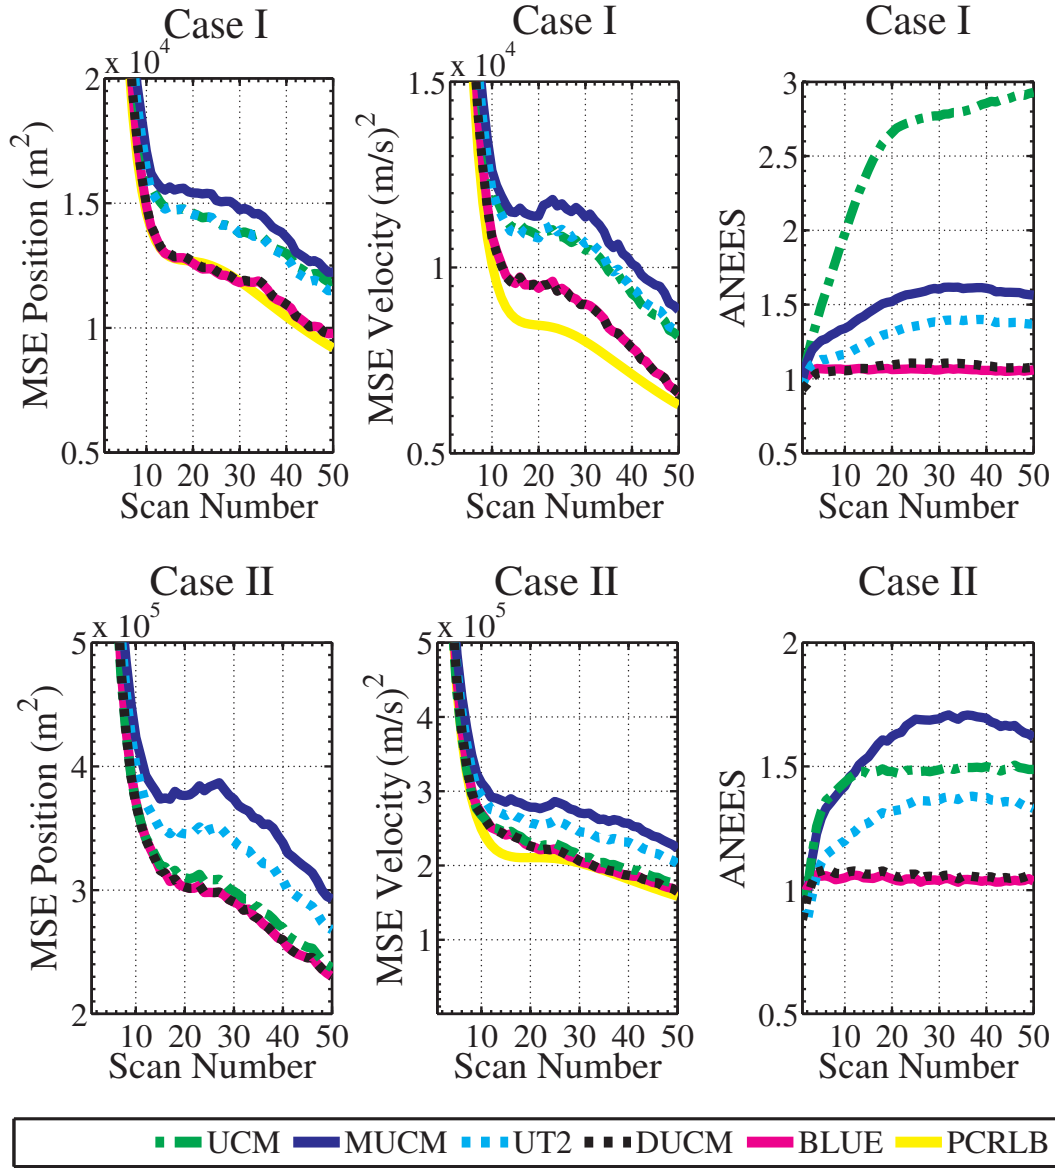 Case I
x 10^4
MSE Position (m^2)
2
1.5
1
0.5
10 20 30 40 50
Scan Number
Case I
x 10^4
MSE Velocity (m/s)^2
1.5
1
0.5
10 20 30 40 50
Scan Number
Case I
ANEES
3
2.5
2
1.5
1
0.5
10 20 30 40 50
Scan Number
Case II
x 10^5
MSE Position (m^2)
5
4
3
2
10 20 30 40 50
Scan Number
Case II
x 10^5
MSE Velocity (m/s)^2
5
4
3
2
1
10 20 30 40 50
Scan Number
Case II
ANEES
2
1.5
1
0.5
10 20 30 40 50
Scan Number
UCM MUCM UT2 DUCM BLUE PCRLB